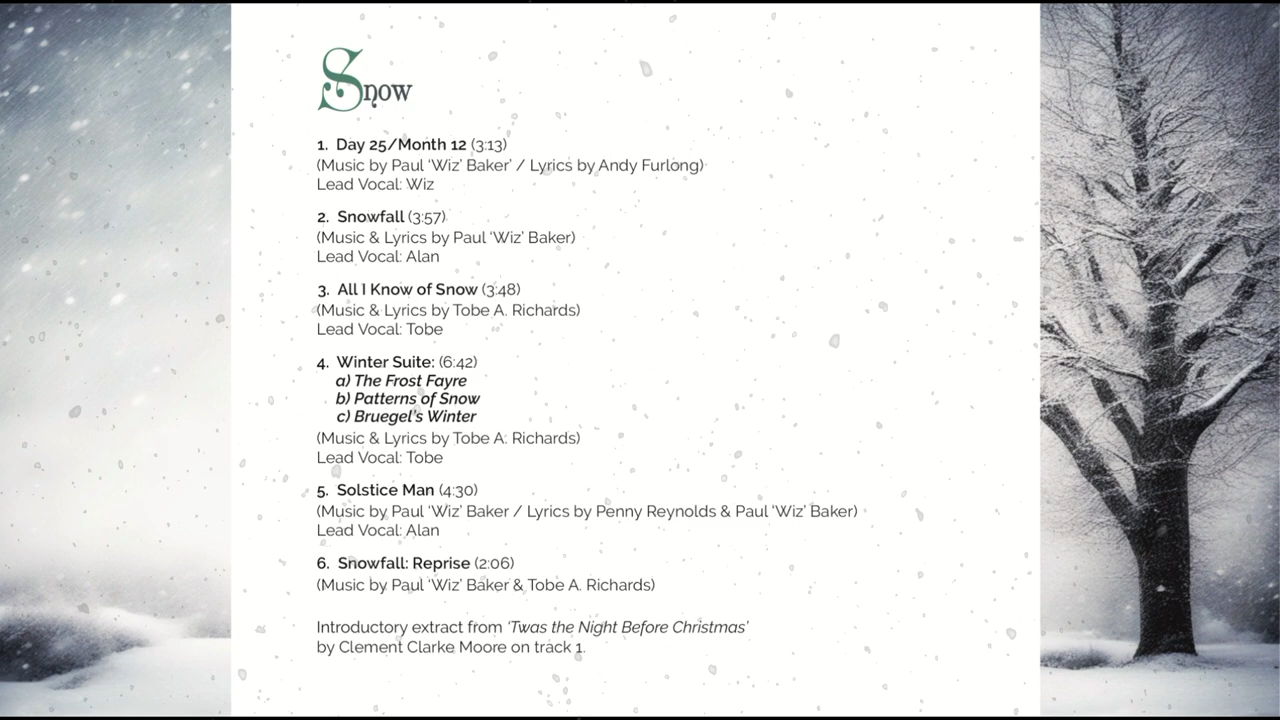 Snow
1. Day 25/Month 12 (3:13)
(Music by Paul ‘Wiz’ Baker’ / Lyrics by Andy Furlong)
Lead Vocal: Wiz
2. Snowfall (3:57)
(Music & Lyrics by Paul ‘Wiz’ Baker)
Lead Vocal: Alan
3. All I Know of Snow (3:48)
(Music & Lyrics by Tobe A. Richards)
Lead Vocal: Tobe
4. Winter Suite: (6:42)
a) The Frost Fayre
b) Patterns of Snow
c) Bruegel's Winter
(Music & Lyrics by Tobe A. Richards)
Lead Vocal: Tobe
5. Solstice Man (4:30)
(Music by Paul ‘Wiz’ Baker / Lyrics by Penny Reynolds & Paul ‘Wiz’ Baker)
Lead Vocal: Alan
6. Snowfall: Reprise (2:06)
(Music by Paul ‘Wiz’ Baker & Tobe A. Richards)
Introductory extract from ‘Twas the Night Before Christmas’
by Clement Clarke Moore on track 1.